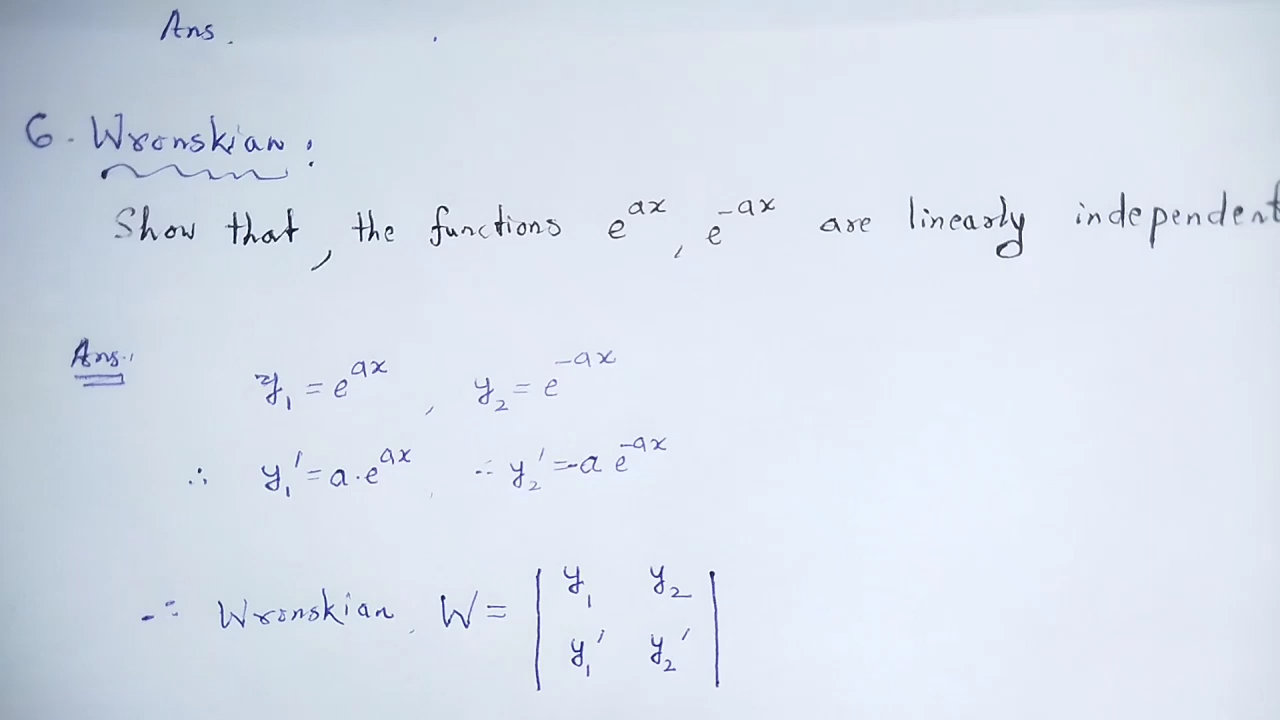 Ans.
6. Wronskian:
Show that, the functions e^{ax}, e^{-ax} are linearly independent
Ans.
y₁ = e^{ax}, y₂ = e^{-ax}
∴ y₁' = a·e^{ax}, ∴ y₂' = -a e^{-ax}
∴ Wronskian, W = | y₁ y₂ |
| y₁' y₂' |